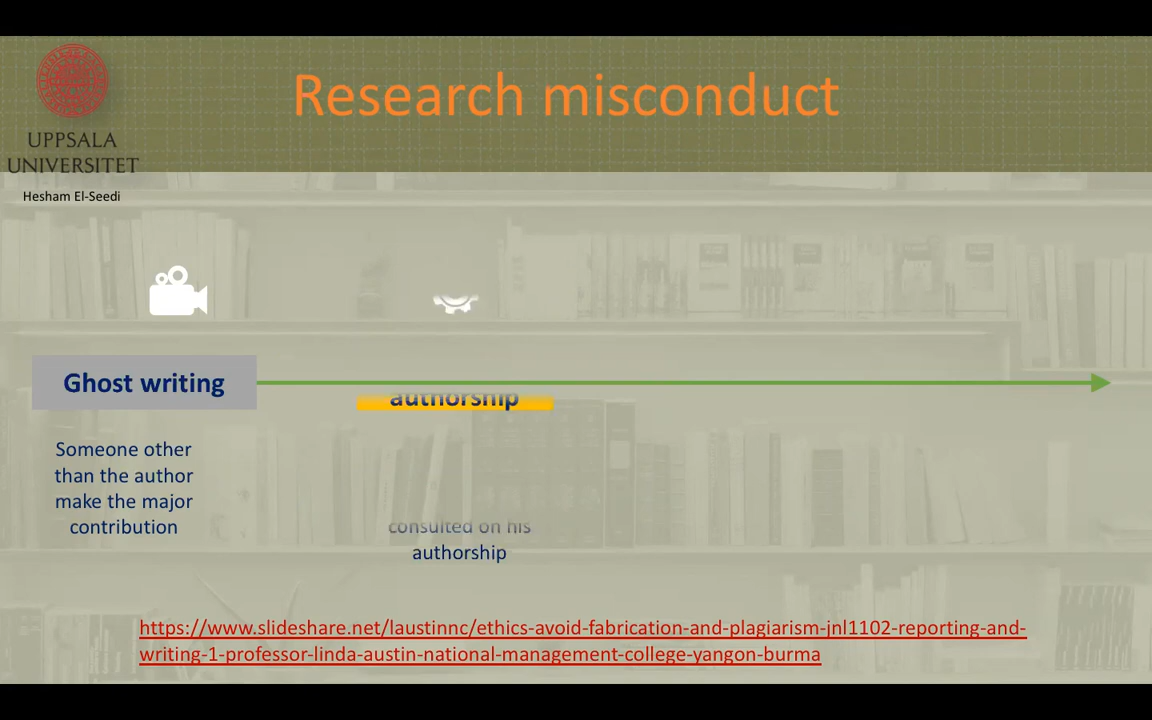 Research misconduct
UPPSALA
UNIVERSITET
Hesham El-Seedi
Ghost writing
authorship
Someone other
than the author
make the major
contribution
consulted on his
authorship
https://www.slideshare.net/laustinnc/ethics-avoid-fabrication-and-plagiarism-jnl1102-reporting-and-
writing-1-professor-linda-austin-national-management-college-yangon-burma